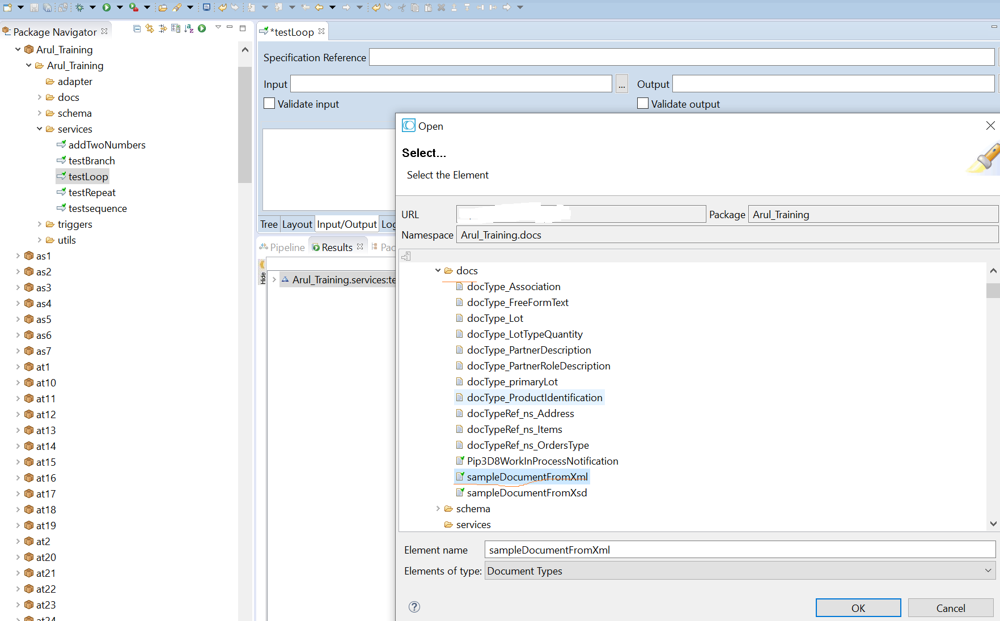 Package Navigator
Arul_Training
Arul_Training
adapter
docs
schema
services
addTwoNumbers
testBranch
testLoop
testRepeat
testsequence
triggers
utils
as1
as2
as3
as4
as5
as6
as7
at1
at10
at11
at12
at13
at14
at15
at16
at17
at18
at19
at2
at20
at21
at22
at23
at24
*testLoop
Specification Reference
Input
...
Output
Validate input
Validate output
Tree
Layout
Input/Output
Log
Pipeline
Results
Pac
Hide
Arul_Training.services:te
Open
Select...
Select the Element
URL
Package
Arul_Training
Namespace
Arul_Training.docs
docs
docType_Association
docType_FreeFormText
docType_Lot
docType_LotTypeQuantity
docType_PartnerDescription
docType_PartnerRoleDescription
docType_primaryLot
docType_ProductIdentification
docTypeRef_ns_Address
docTypeRef_ns_Items
docTypeRef_ns_OrdersType
Pip3D8WorkInProcessNotification
sampleDocumentFromXml
sampleDocumentFromXsd
schema
services
Element name
sampleDocumentFromXml
Elements of type:
Document Types
OK
Cancel